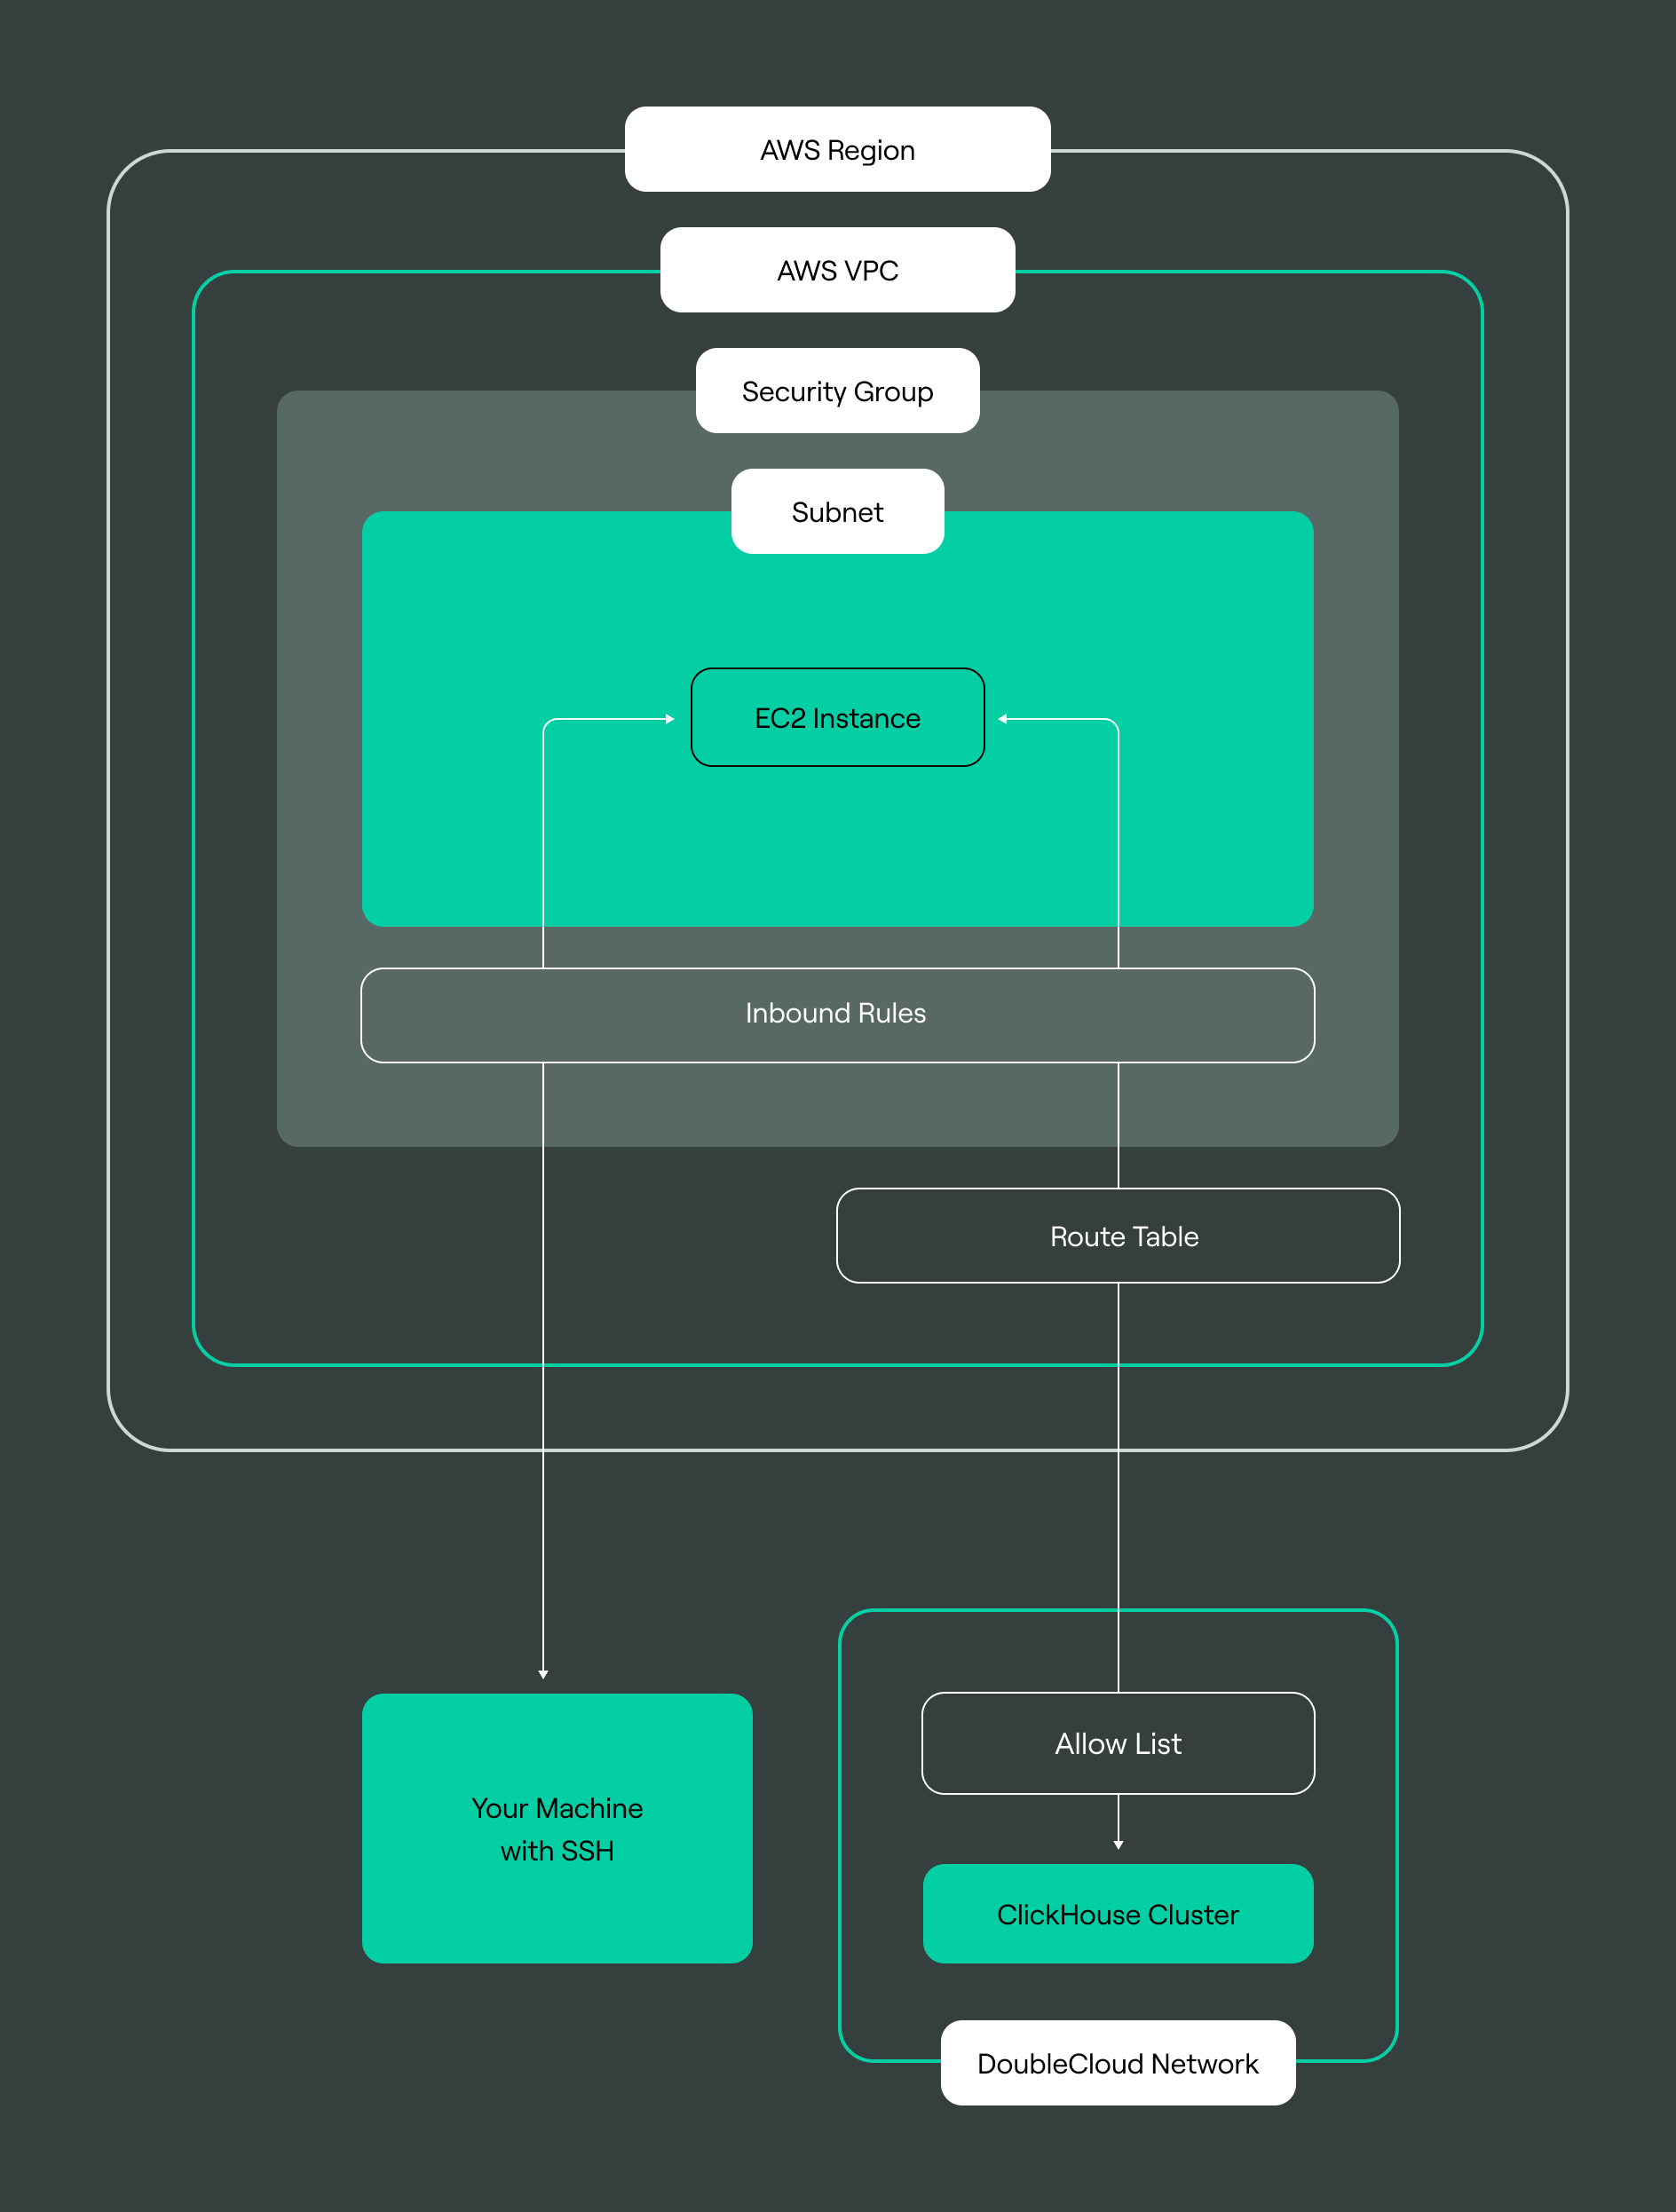 AWS Region
AWS VPC
Security Group
Subnet
EC2 Instance
Inbound Rules
Route Table
Allow List
Your Machine
with SSH
ClickHouse Cluster
DoubleCloud Network